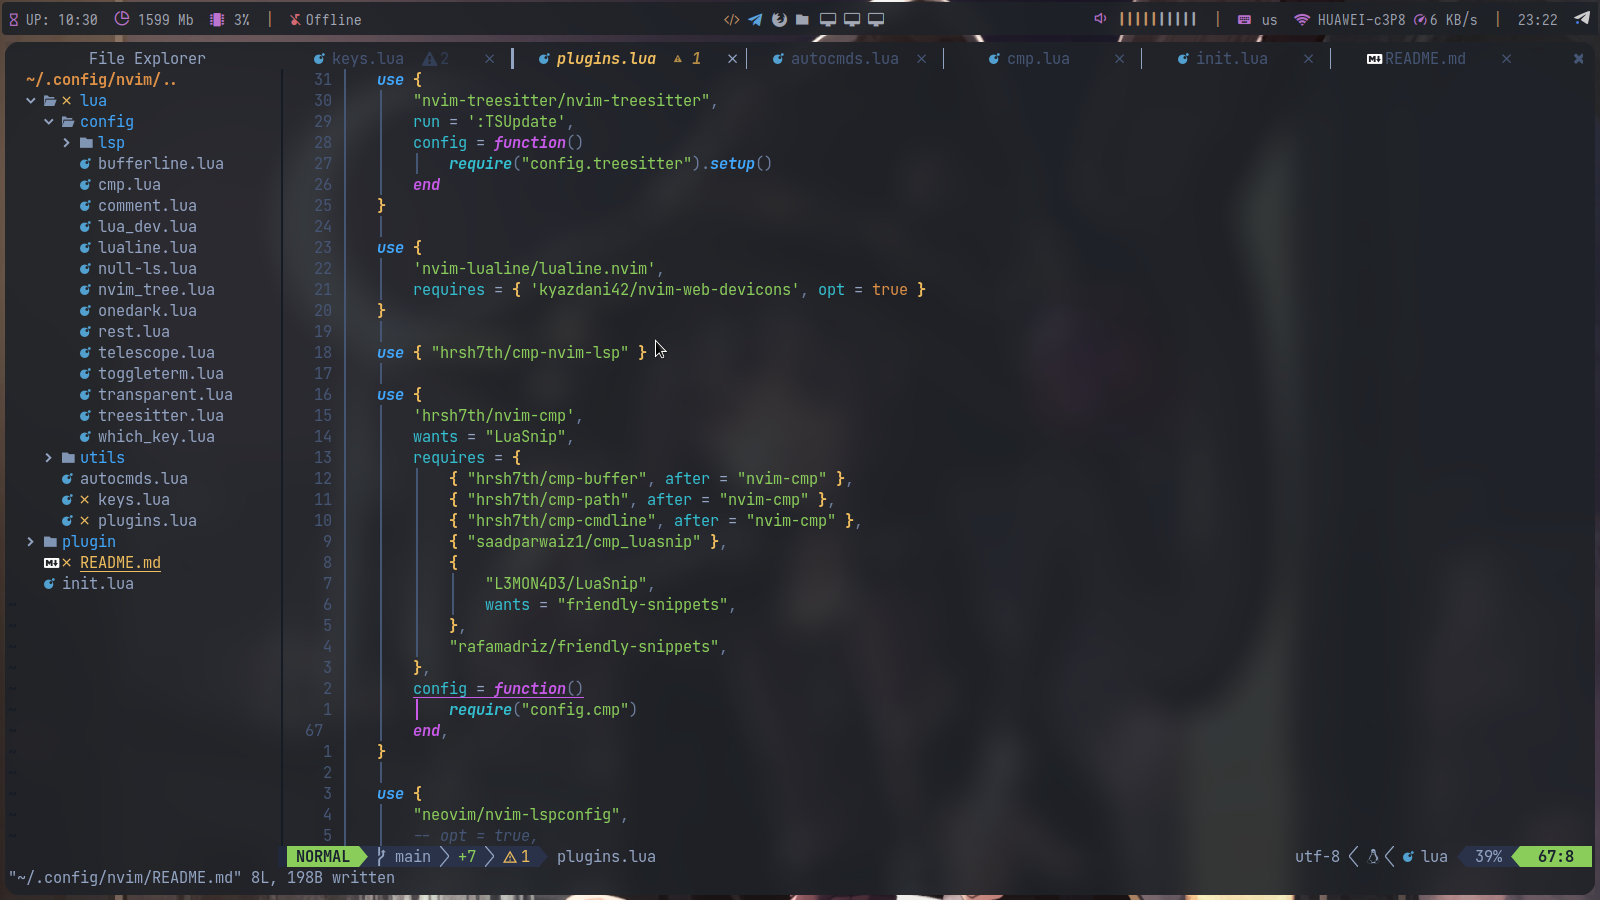 UP: 10:30 1599 Mb 3% | Offline </> us HUAWEI-c3P8 6 KB/s | 23:22
File Explorer keys.lua 2 × plugins.lua 1 × autocmds.lua × cmp.lua × init.lua × README.md ×
~/.config/nvim/..
lua
config
lsp
bufferline.lua
cmp.lua
comment.lua
lua_dev.lua
lualine.lua
null-ls.lua
nvim_tree.lua
onedark.lua
rest.lua
telescope.lua
toggleterm.lua
transparent.lua
treesitter.lua
which_key.lua
utils
autocmds.lua
keys.lua
plugins.lua
plugin
README.md
init.lua
31 use {
30 "nvim-treesitter/nvim-treesitter",
29 run = ':TSUpdate',
28 config = function()
27 require("config.treesitter").setup()
26 end
25 }
24
23 use {
22 'nvim-lualine/lualine.nvim',
21 requires = { 'kyazdani42/nvim-web-devicons', opt = true }
20 }
19
18 use { "hrsh7th/cmp-nvim-lsp" }
17
16 use {
15 'hrsh7th/nvim-cmp',
14 wants = "LuaSnip",
13 requires = {
12 { "hrsh7th/cmp-buffer", after = "nvim-cmp" },
11 { "hrsh7th/cmp-path", after = "nvim-cmp" },
10 { "hrsh7th/cmp-cmdline", after = "nvim-cmp" },
9 { "saadparwaiz1/cmp_luasnip" },
8 {
7 "L3MON4D3/LuaSnip",
6 wants = "friendly-snippets",
5 },
4 "rafamadriz/friendly-snippets",
3 },
2 config = function()
1 require("config.cmp")
67 end,
1 }
2
3 use {
4 "neovim/nvim-lspconfig",
5 -- opt = true,
NORMAL main +7 1 plugins.lua utf-8 lua 39% 67:8
"~/.config/nvim/README.md" 8L, 198B written